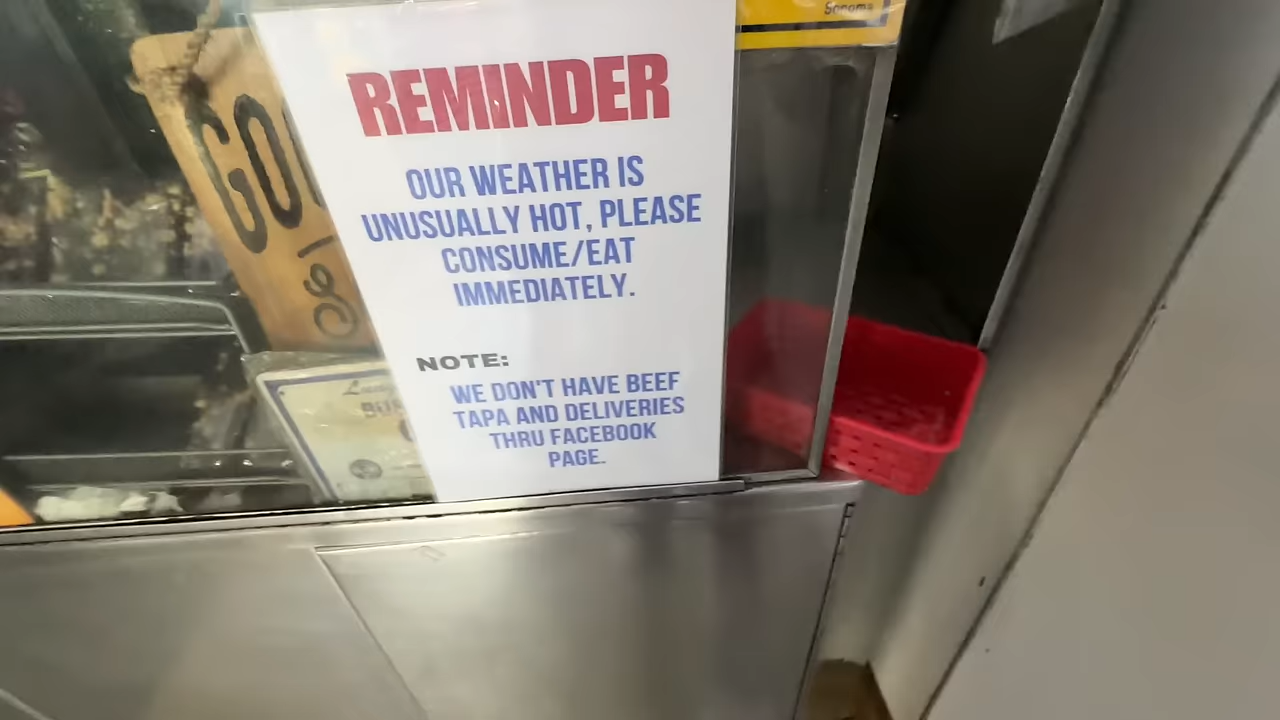 Sonoma
REMINDER
OUR WEATHER IS
UNUSUALLY HOT, PLEASE
CONSUME/EAT
IMMEDIATELY.
NOTE:
WE DON'T HAVE BEEF
TAPA AND DELIVERIES
THRU FACEBOOK
PAGE.